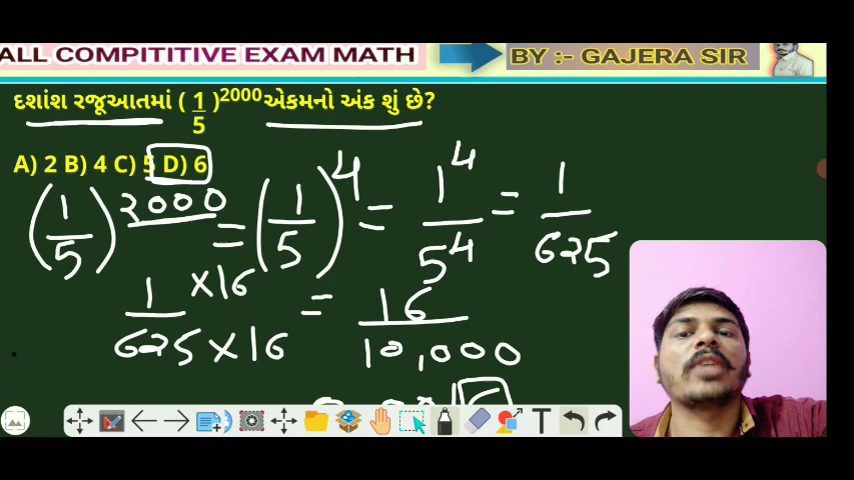 ALL COMPITITIVE EXAM MATH
BY :- GAJERA SIR
દશાંશ રજૂઆતમાં ( 1/5 )^2000 એકમનો અંક શું છે?
A) 2 B) 4 C) 5 D) 6
(1/5)^2000 = (1/5)^4 = 1^4/5^4 = 1/625
1×16/625×16 = 16/10,000
T